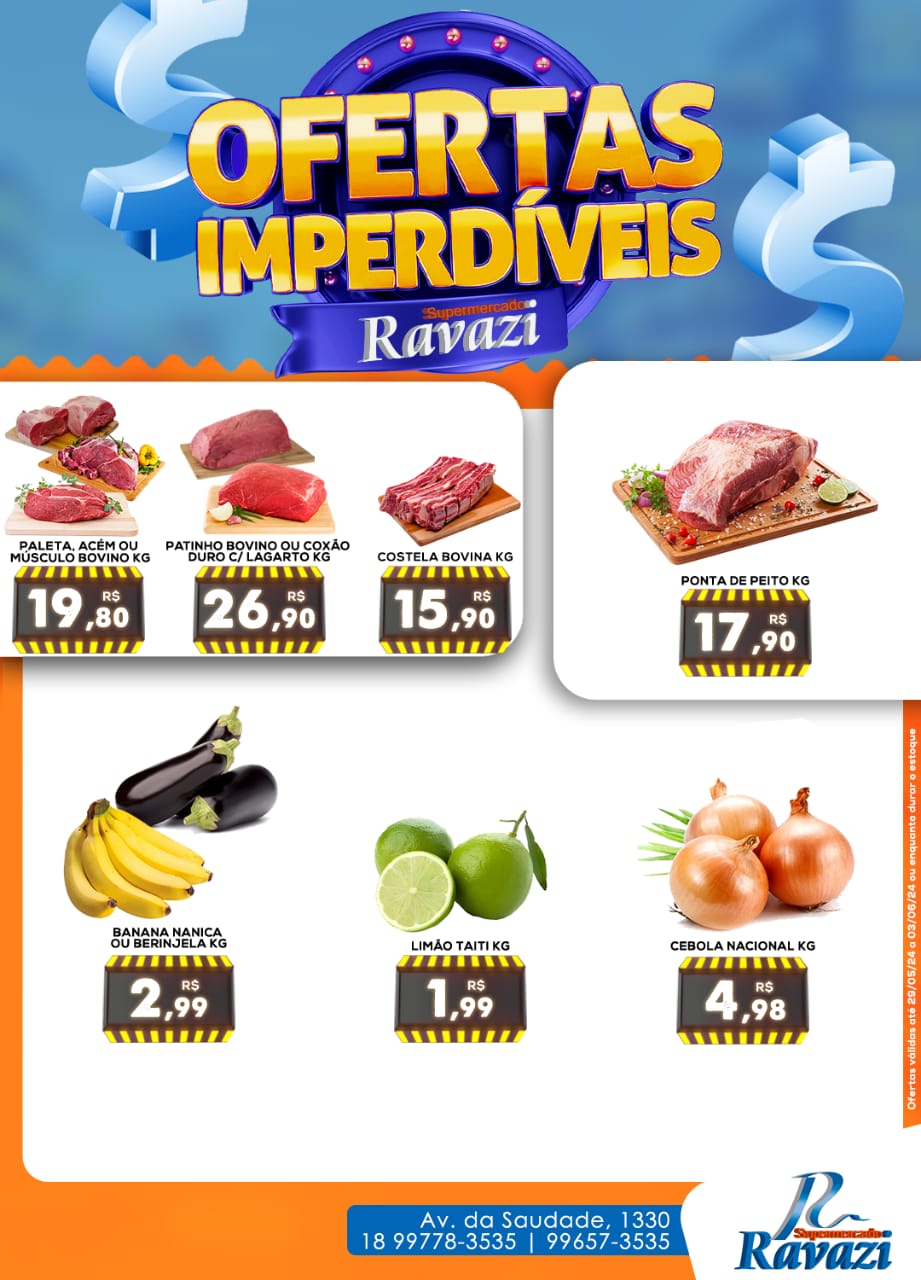 OFERTAS
IMPERDÍVEIS
Supermercado
Ravazi
PALETA, ACÉM OU
MÚSCULO BOVINO KG
R$
19,80
PATINHO BOVINO OU COXÃO
DURO C/ LAGARTO KG
R$
26,90
COSTELA BOVINA KG
R$
15,90
PONTA DE PEITO KG
R$
17,90
BANANA NANICA
OU BERINJELA KG
R$
2,99
LIMÃO TAITI KG
R$
1,99
CEBOLA NACIONAL KG
R$
4,98
Ofertas válidas até 29/05/24 a 03/06/24 ou enquanto durar o estoque
Av. da Saudade, 1330
18 99778-3535 | 99657-3535
R
Supermercado
Ravazi